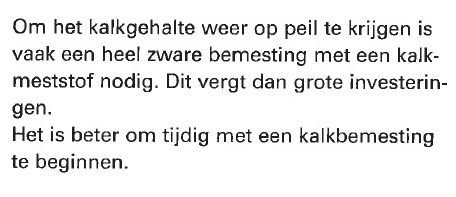 Om het kalkgehalte weer op peil te krijgen is
vaak een heel zware bemesting met een kalk-
meststof nodig. Dit vergt dan grote investerin-
gen.
Het is beter om tijdig met een kalkbemesting
te beginnen.